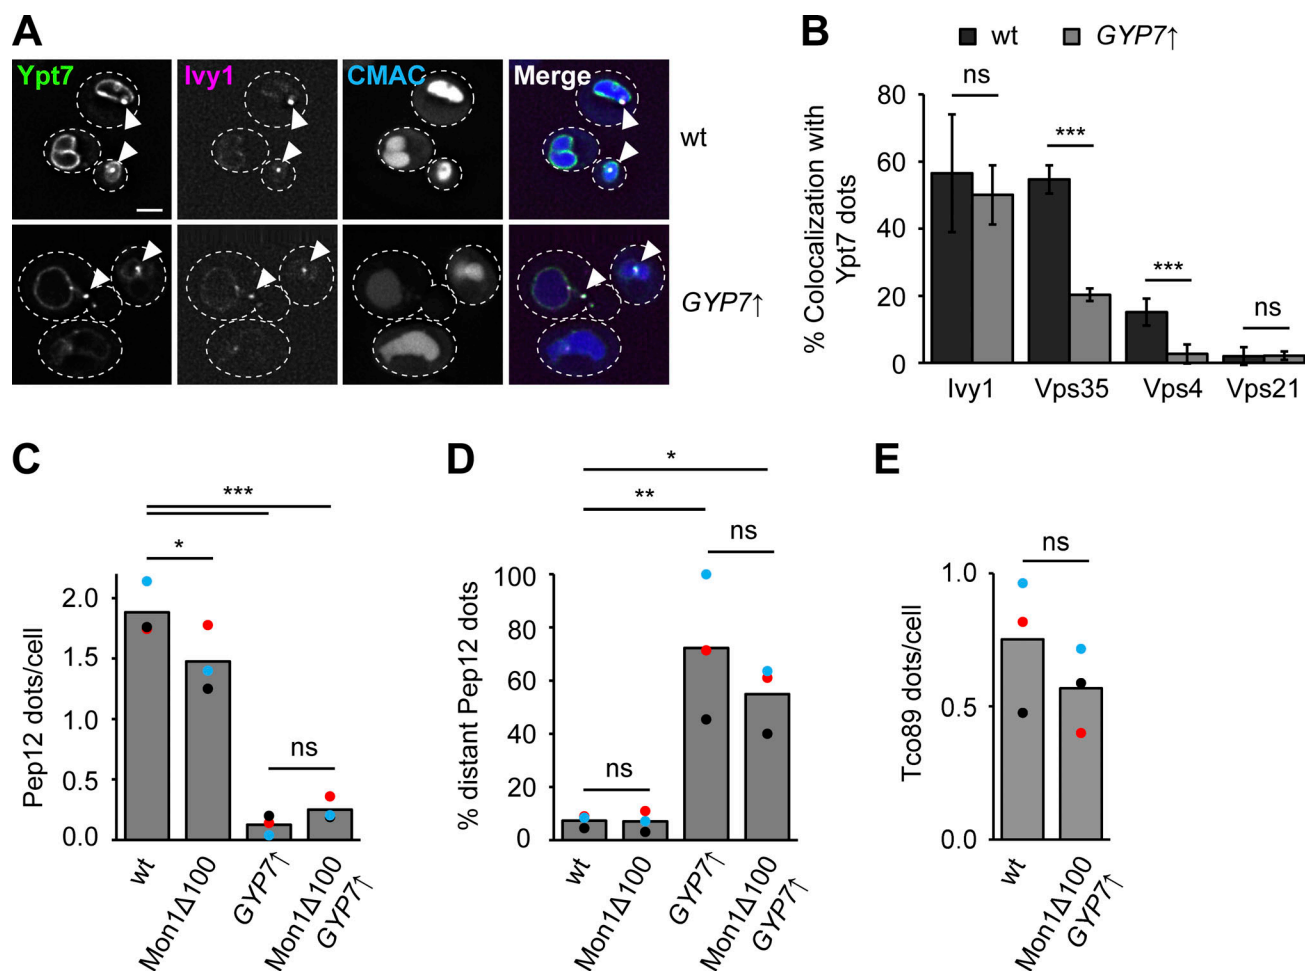 A
Ypt7
Ivy1
CMAC
Merge
wt
GYP7↑
B
wt
GYP7↑
ns
***
***
ns
% Colocalization with
Ypt7 dots
80
60
40
20
0
Ivy1
Vps35
Vps4
Vps21
C
***
*
ns
Pep12 dots/cell
2.0
1.5
1.0
0.5
0.0
wt
Mon1Δ100
GYP7↑
Mon1Δ100
GYP7↑
D
*
**
ns
ns
% distant Pep12 dots
100
80
60
40
20
0
wt
Mon1Δ100
GYP7↑
Mon1Δ100
GYP7↑
E
ns
Tco89 dots/cell
1.0
0.5
0.0
wt
Mon1Δ100
GYP7↑